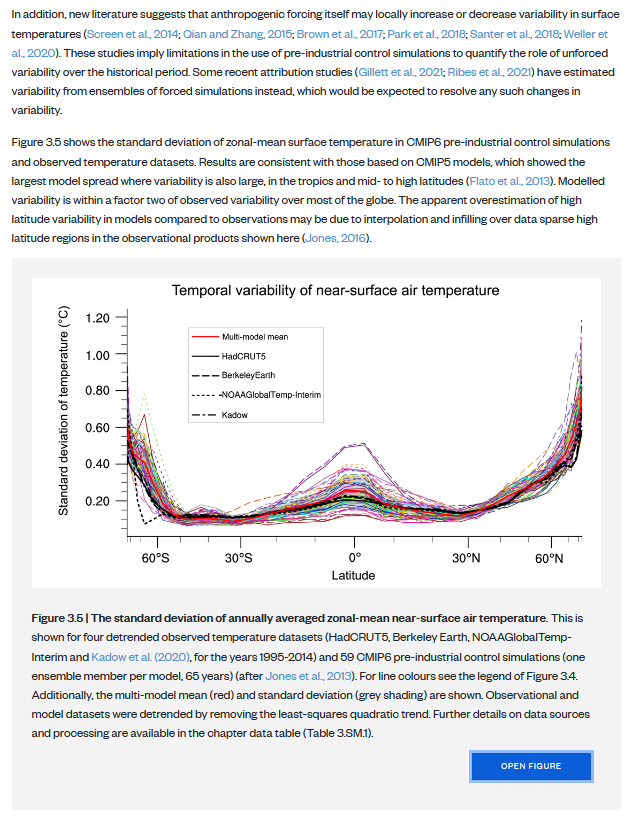 In addition, new literature suggests that anthropogenic forcing itself may locally increase or decrease variability in surface
temperatures (Screen et al., 2014; Qian and Zhang, 2015; Brown et al., 2017; Park et al., 2018; Santer et al., 2018; Weller et
al., 2020). These studies imply limitations in the use of pre-industrial control simulations to quantify the role of unforced
variability over the historical period. Some recent attribution studies (Gillett et al., 2021; Ribes et al., 2021) have estimated
variability from ensembles of forced simulations instead, which would be expected to resolve any such changes in
variability.
Figure 3.5 shows the standard deviation of zonal-mean surface temperature in CMIP6 pre-industrial control simulations
and observed temperature datasets. Results are consistent with those based on CMIP5 models, which showed the
largest model spread where variability is also large, in the tropics and mid- to high latitudes (Flato et al., 2013). Modelled
variability is within a factor two of observed variability over most of the globe. The apparent overestimation of high
latitude variability in models compared to observations may be due to interpolation and infilling over data sparse high
latitude regions in the observational products shown here (Jones, 2016).
Temporal variability of near-surface air temperature
Standard deviation of temperature (°C)
1.20
1.00
0.80
0.60
0.40
0.20
Multi-model mean
HadCRUT5
BerkeleyEarth
NOAAGlobalTemp-Interim
Kadow
60°S
30°S
0°
30°N
60°N
Latitude
Figure 3.5 | The standard deviation of annually averaged zonal-mean near-surface air temperature. This is
shown for four detrended observed temperature datasets (HadCRUT5, Berkeley Earth, NOAAGlobalTemp-
Interim and Kadow et al. (2020), for the years 1995-2014) and 59 CMIP6 pre-industrial control simulations (one
ensemble member per model, 65 years) (after Jones et al., 2013). For line colours see the legend of Figure 3.4.
Additionally, the multi-model mean (red) and standard deviation (grey shading) are shown. Observational and
model datasets were detrended by removing the least-squares quadratic trend. Further details on data sources
and processing are available in the chapter data table (Table 3.SM.1).
OPEN FIGURE